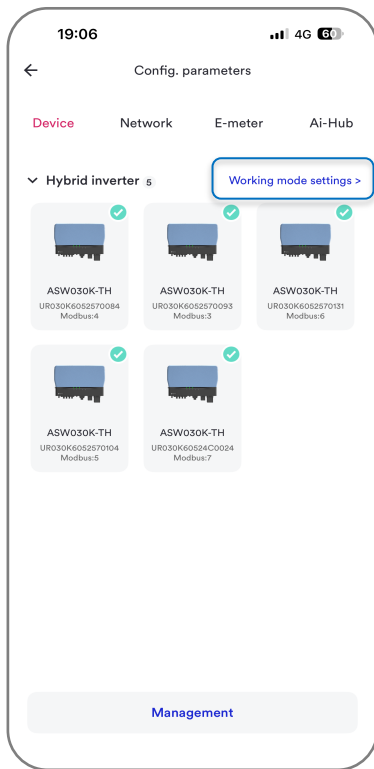 19:06
4G 60
Config. parameters
Device Network E-meter Ai-Hub
Hybrid inverter 5
Working mode settings >
ASW030K-TH
UR030K6052570084
Modbus:4
ASW030K-TH
UR030K6052570093
Modbus:3
ASW030K-TH
UR030K6052570131
Modbus:6
ASW030K-TH
UR030K6052570104
Modbus:5
ASW030K-TH
UR030K60524C0024
Modbus:7
Management